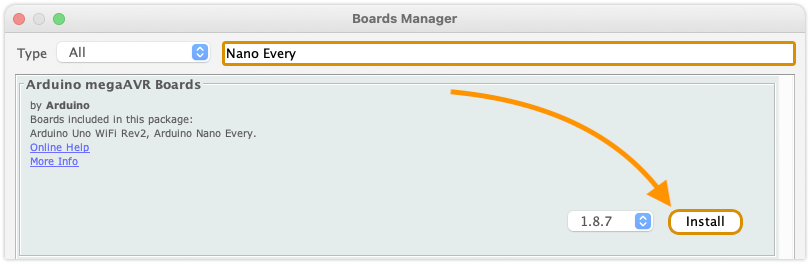 Boards Manager
Type All Nano Every
Arduino megaAVR Boards
by Arduino
Boards included in this package:
Arduino Uno WiFi Rev2, Arduino Nano Every.
Online Help
More Info
1.8.7 Install